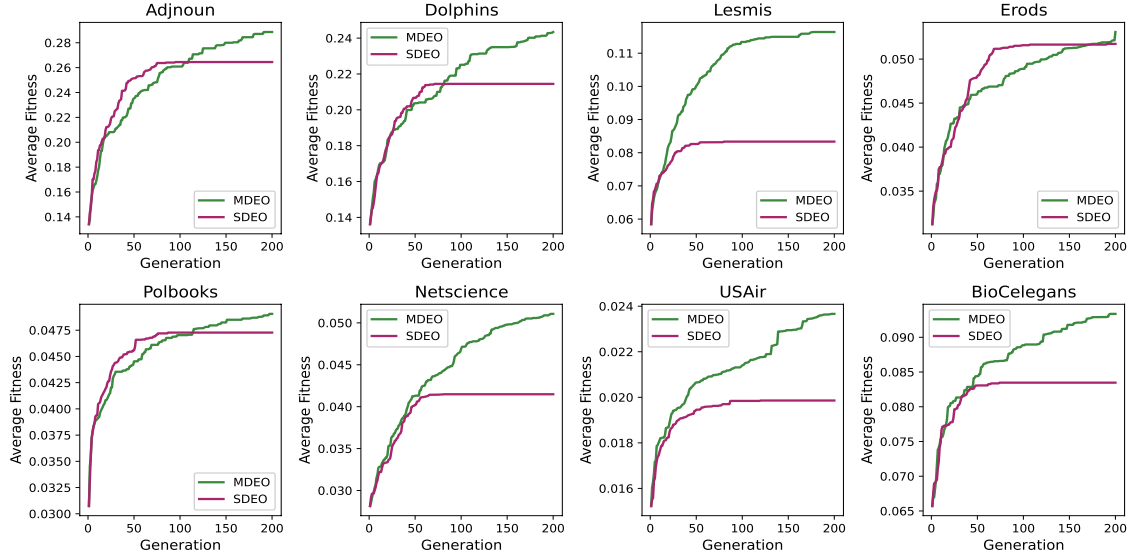 Adjnoun
Average Fitness
0.28
0.26
0.24
0.22
0.20
0.18
0.16
0.14
MDEO
SDEO
0 50 100 150 200
Generation
Dolphins
Average Fitness
0.24
0.22
0.20
0.18
0.16
0.14
MDEO
SDEO
0 50 100 150 200
Generation
Lesmis
Average Fitness
0.11
0.10
0.09
0.08
0.07
0.06
MDEO
SDEO
0 50 100 150 200
Generation
Erods
Average Fitness
0.050
0.045
0.040
0.035
MDEO
SDEO
0 50 100 150 200
Generation
Polbooks
Average Fitness
0.0475
0.0450
0.0425
0.0400
0.0375
0.0350
0.0325
0.0300
MDEO
SDEO
0 50 100 150 200
Generation
Netscience
Average Fitness
0.050
0.045
0.040
0.035
0.030
MDEO
SDEO
0 50 100 150 200
Generation
USAir
Average Fitness
0.024
0.022
0.020
0.018
0.016
MDEO
SDEO
0 50 100 150 200
Generation
BioCelegans
Average Fitness
0.090
0.085
0.080
0.075
0.070
0.065
MDEO
SDEO
0 50 100 150 200
Generation